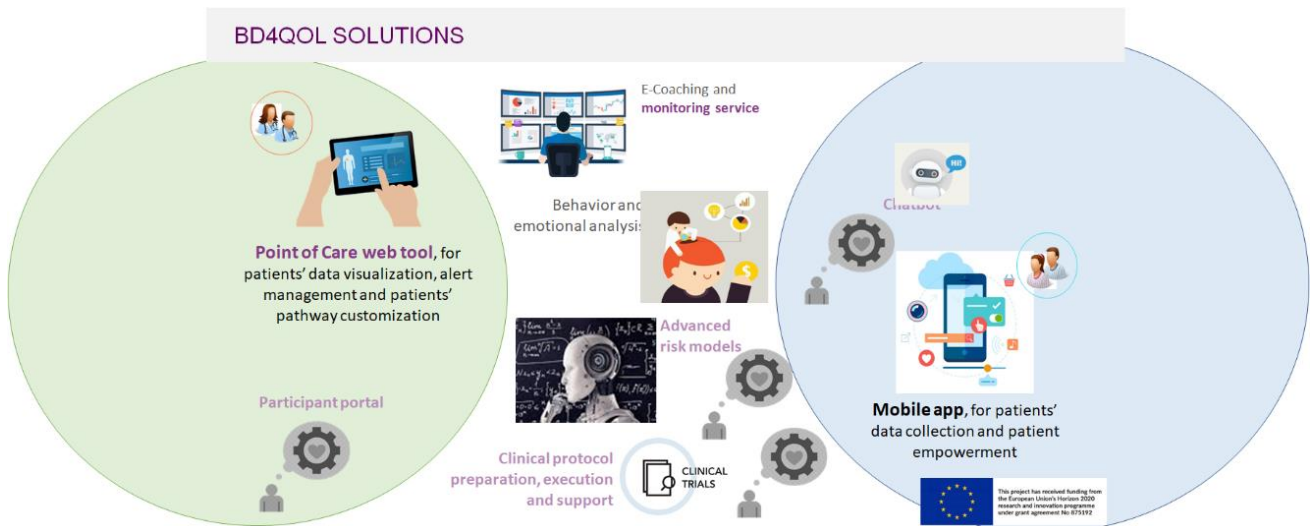 BD4QOL SOLUTIONS
E-Coaching and
monitoring service
Behavior and
emotional analysis
Chatbot
Point of Care web tool, for
patients' data visualization, alert
management and patients'
pathway customization
Advanced
risk models
Participant portal
Mobile app, for patients'
data collection and patient
empowerment
Clinical protocol
preparation, execution
and support
CLINICAL
TRIALS
This project has received funding from
the European Union's Horizon 2020
research and innovation programme
under grant agreement No 875192